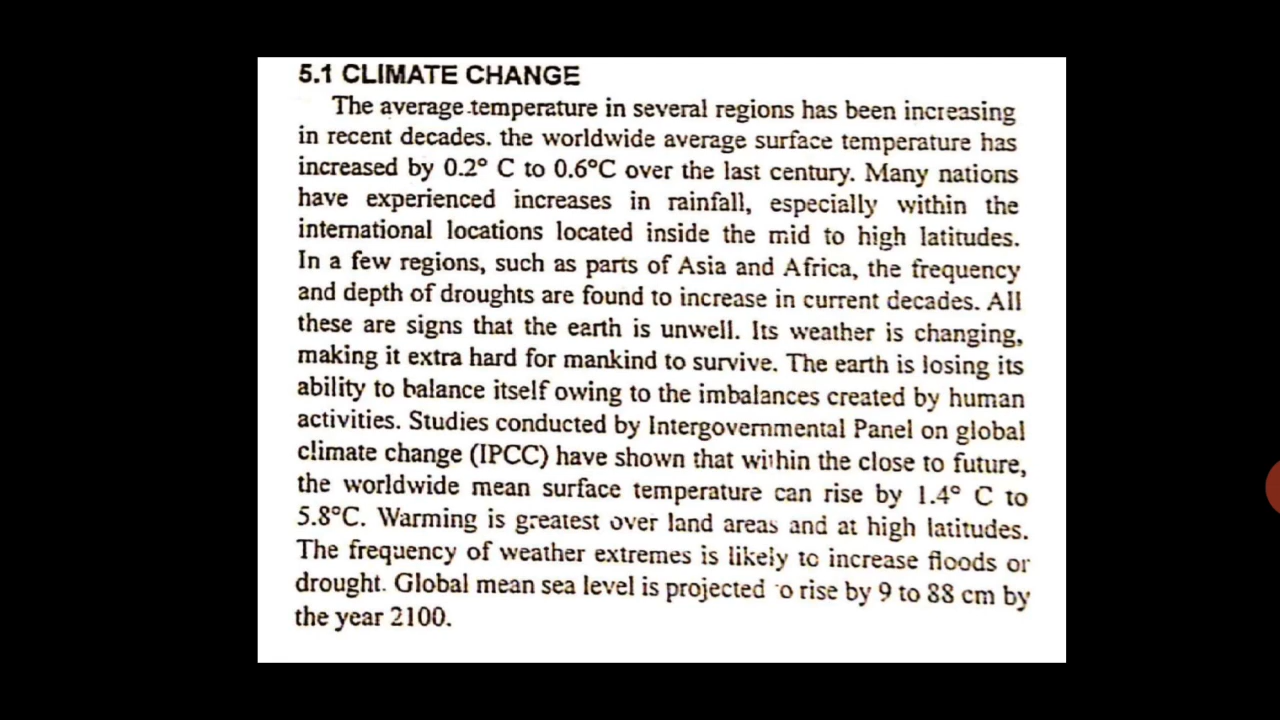 5.1 CLIMATE CHANGE
The average temperature in several regions has been increasing
in recent decades. the worldwide average surface temperature has
increased by 0.2° C to 0.6°C over the last century. Many nations
have experienced increases in rainfall, especially within the
international locations located inside the mid to high latitudes.
In a few regions, such as parts of Asia and Africa, the frequency
and depth of droughts are found to increase in current decades. All
these are signs that the earth is unwell. Its weather is changing,
making it extra hard for mankind to survive. The earth is losing its
ability to balance itself owing to the imbalances created by human
activities. Studies conducted by Intergovernmental Panel on global
climate change (IPCC) have shown that within the close to future,
the worldwide mean surface temperature can rise by 1.4° C to
5.8°C. Warming is greatest over land areas and at high latitudes.
The frequency of weather extremes is likely to increase floods or
drought. Global mean sea level is projected to rise by 9 to 88 cm by
the year 2100.